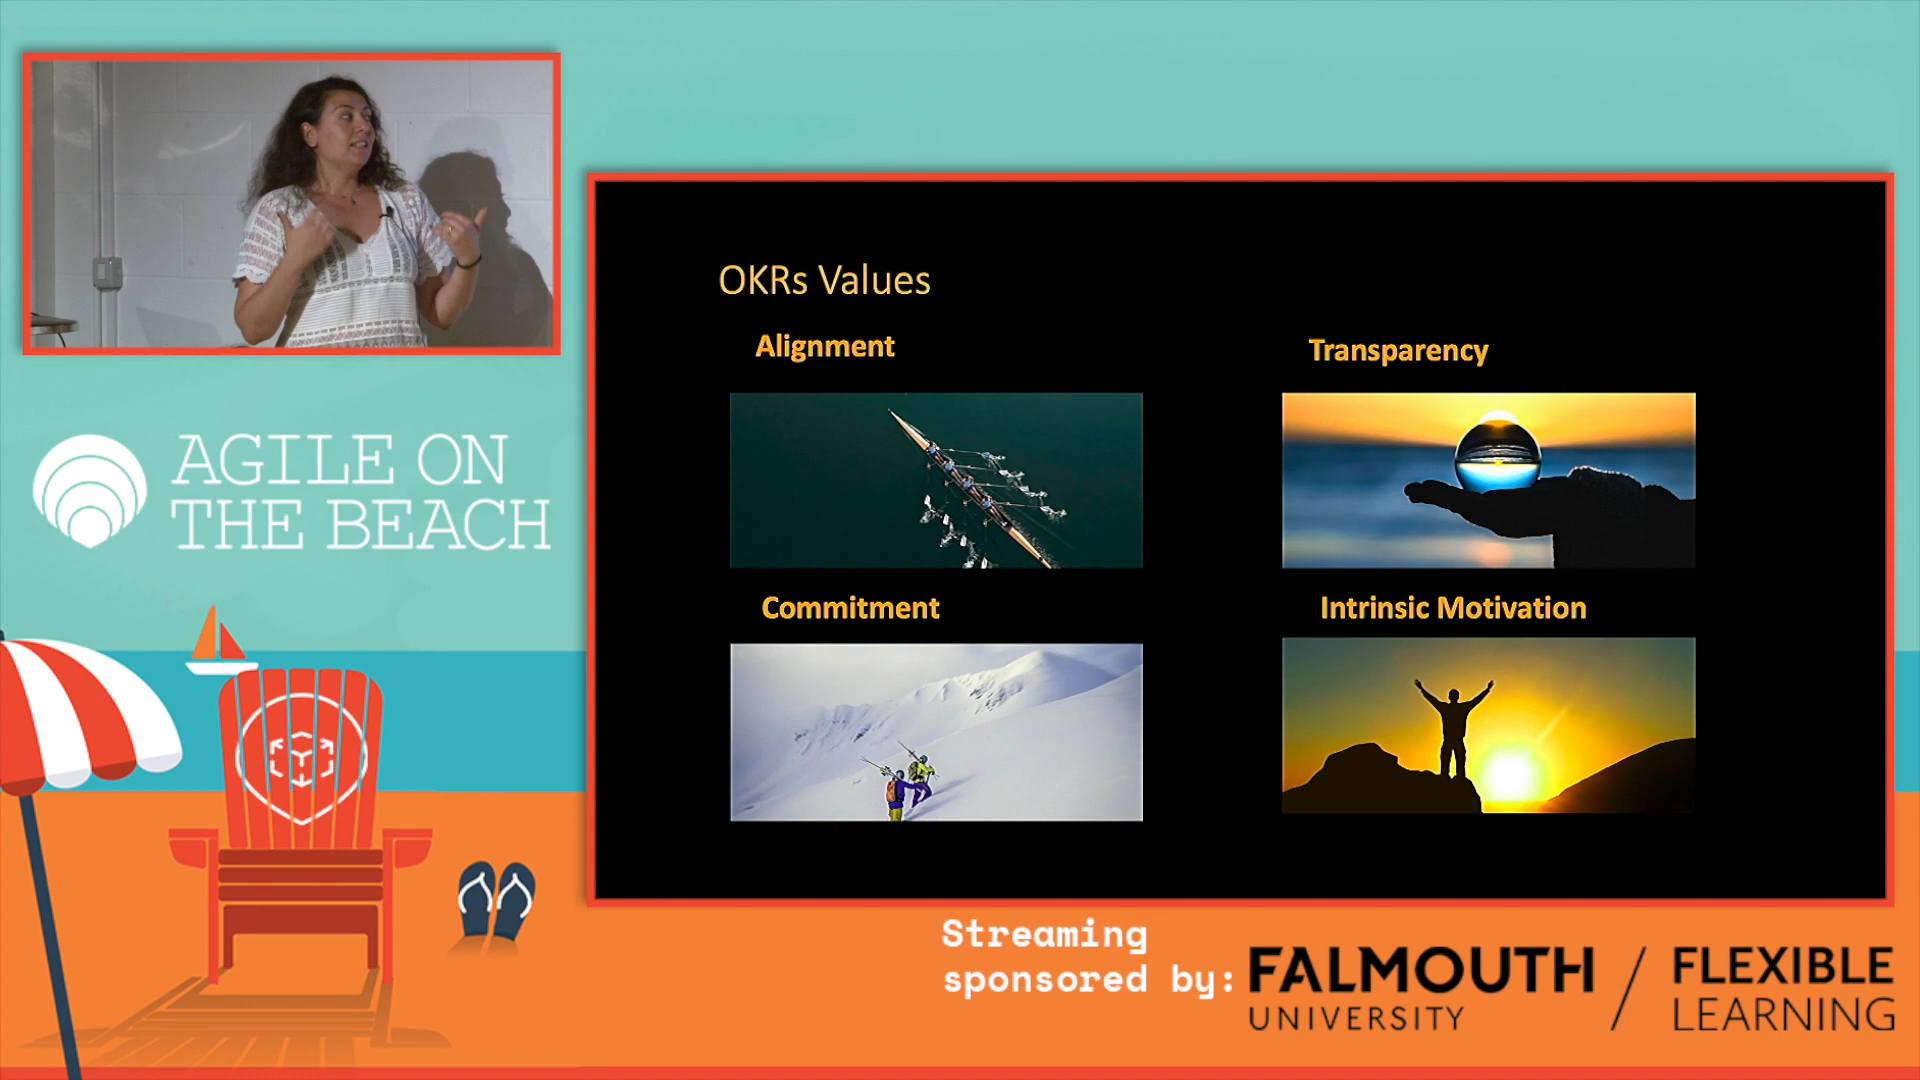 AGILE ON
THE BEACH
OKRs Values
Alignment
Transparency
Commitment
Intrinsic Motivation
Streaming
sponsored by:
FALMOUTH
UNIVERSITY
FLEXIBLE
LEARNING